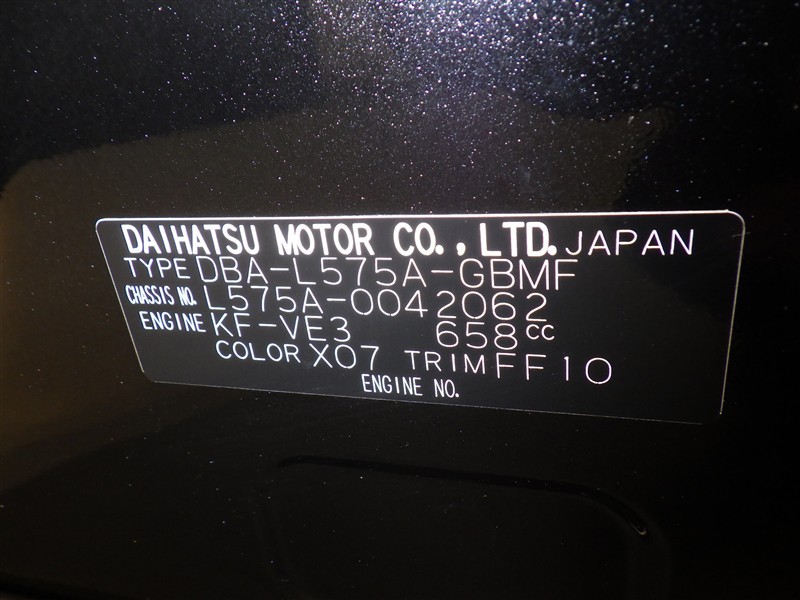 DAIHATSU MOTOR CO., LTD. JAPAN
TYPE DBA-L575A-GBMF
CHASSIS NO. L575A-0042062
ENGINE KF-VE3 658CC
COLOR X07 TRIM FF10
ENGINE NO.